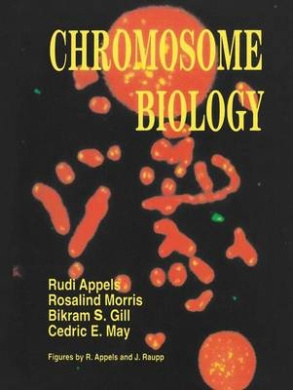 CHROMOSOME
BIOLOGY
Rudi Appels
Rosalind Morris
Bikram S. Gill
Cedric E. May
Figures by R. Appels and J. Raupp